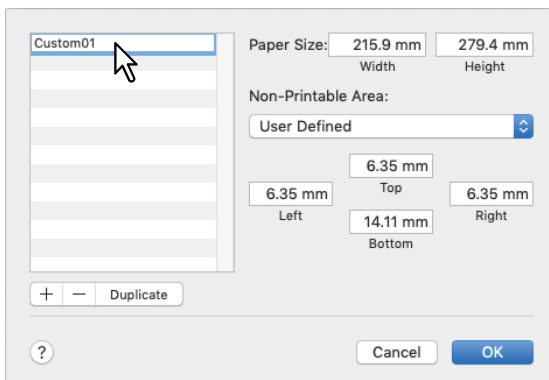 Custom01
Paper Size: 215.9 mm 279.4 mm
Width Height
Non-Printable Area:
User Defined
6.35 mm
Top
6.35 mm 6.35 mm
Left Right
14.11 mm
Bottom
+ − Duplicate
? Cancel OK